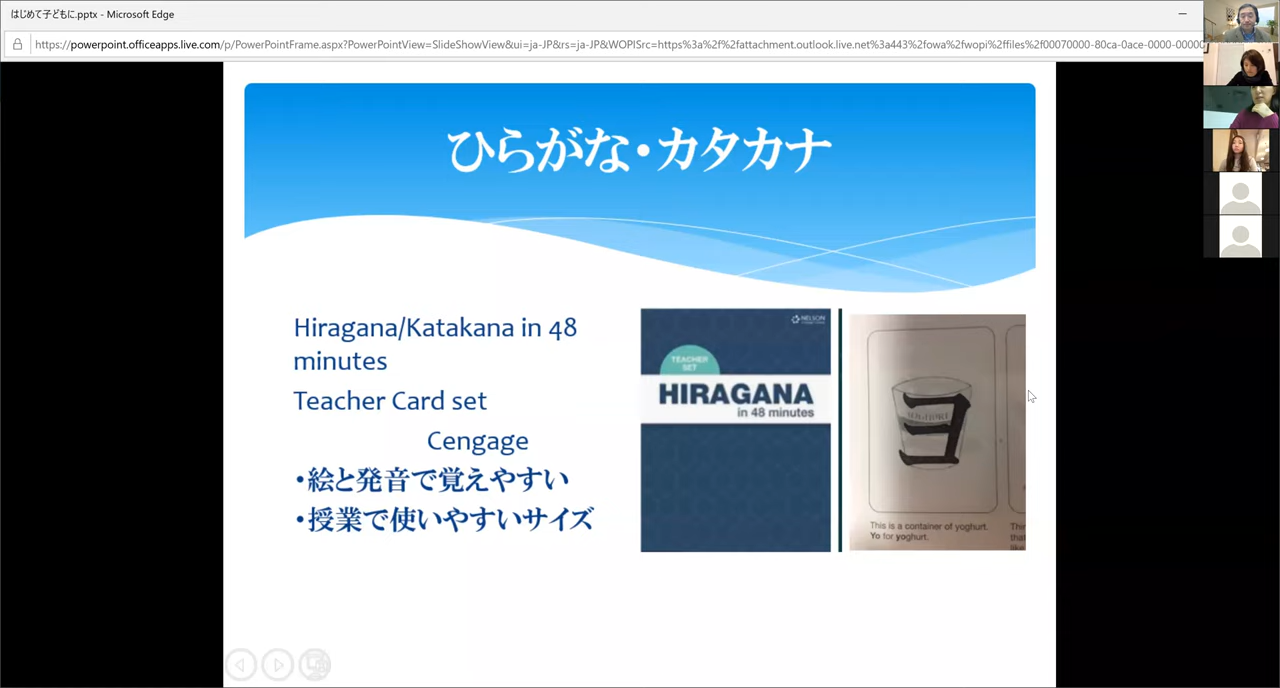 はじめて子どもに.pptx - Microsoft Edge
https://powerpoint.officeapps.live.com/p/PowerPointFrame.aspx?PowerPointView=SlideShowView&ui=ja-JP&rs=ja-JP&WOPISrc=https%3a%2f%2fattachment.outlook.live.net%3a443%2fowa%2fwopi%2ffiles%2f00070000-80ca-0ace-0000-00000
ひらがな・カタカナ
Hiragana/Katakana in 48
minutes
Teacher Card set
Cengage
・絵と発音で覚えやすい
・授業で使いやすいサイズ
NELSON
TEACHER
SET
HIRAGANA
in 48 minutes
ヨ
This is a container of yoghurt.
Yo for yoghurt.